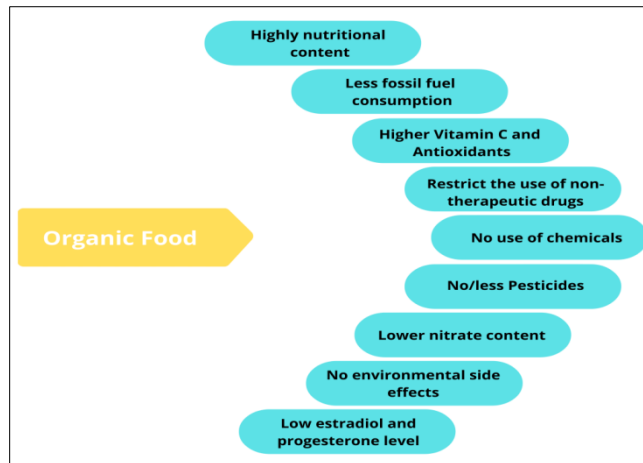 Highly nutritional
content
Less fossil fuel
consumption
Higher Vitamin C and
Antioxidants
Restrict the use of non-
therapeutic drugs
Organic Food
No use of chemicals
No/less Pesticides
Lower nitrate content
No environmental side
effects
Low estradiol and
progesterone level